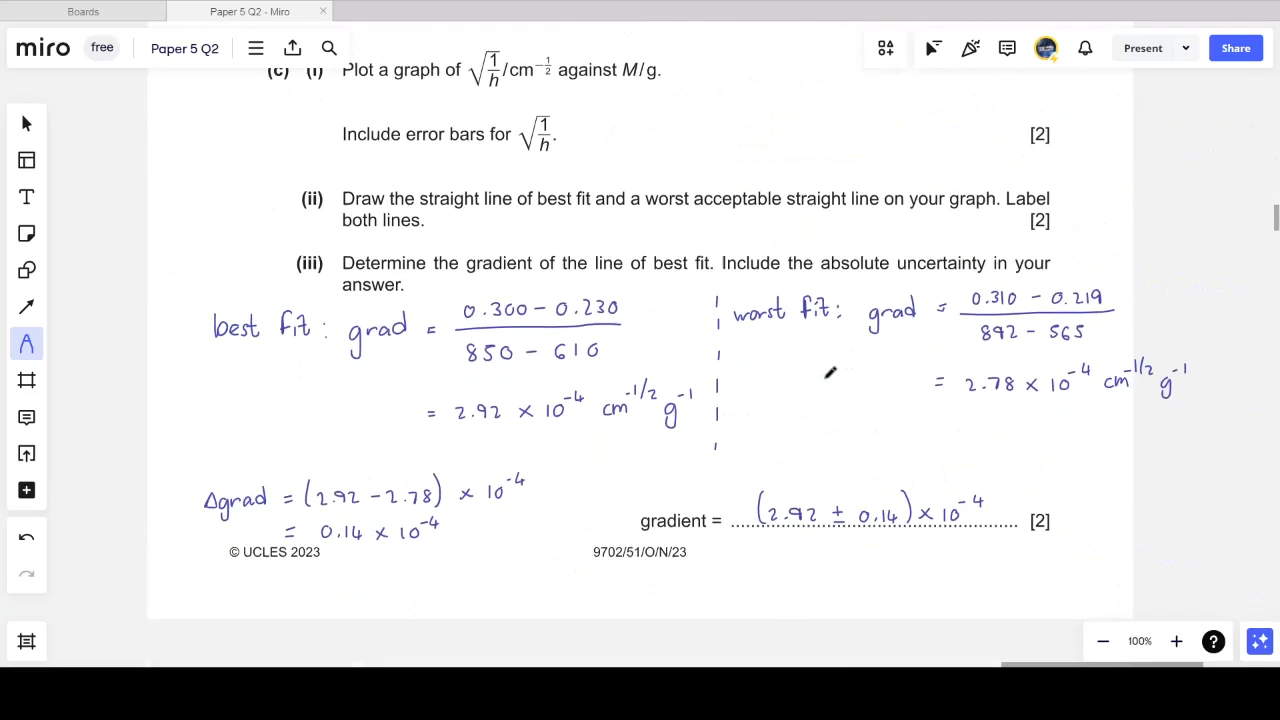 Boards
Paper 5 Q2 - Miro
miro free Paper 5 Q2
Present
Share
(c) (i) Plot a graph of √(1/h)/cm^(-1/2) against M/g.
Include error bars for √(1/h). [2]
(ii) Draw the straight line of best fit and a worst acceptable straight line on your graph. Label
both lines. [2]
(iii) Determine the gradient of the line of best fit. Include the absolute uncertainty in your
answer.
best fit : grad = (0.300 - 0.230)/(850 - 610)
= 2.92 × 10^-4 cm^-1/2 g^-1
worst fit : grad = (0.310 - 0.219)/(892 - 565)
= 2.78 × 10^-4 cm^-1/2 g^-1
Δgrad = (2.92 - 2.78) × 10^-4
= 0.14 × 10^-4
gradient = (2.92 ± 0.14) × 10^-4 [2]
© UCLES 2023
9702/51/O/N/23
100%